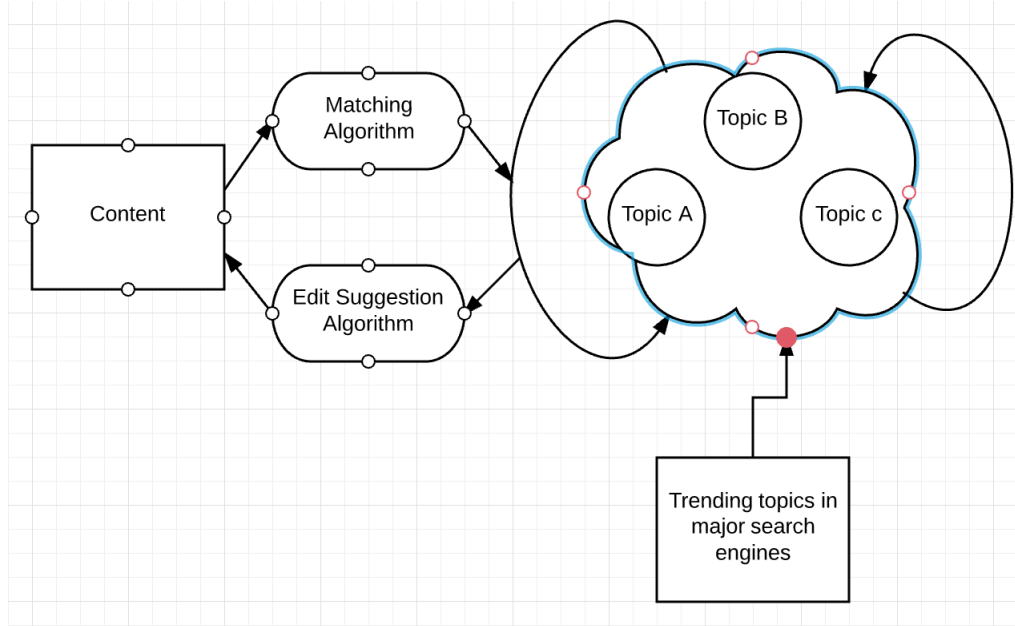 Matching
Algorithm
Topic B
Content
Topic A
Topic c
Edit Suggestion
Algorithm
Trending topics in
major search
engines